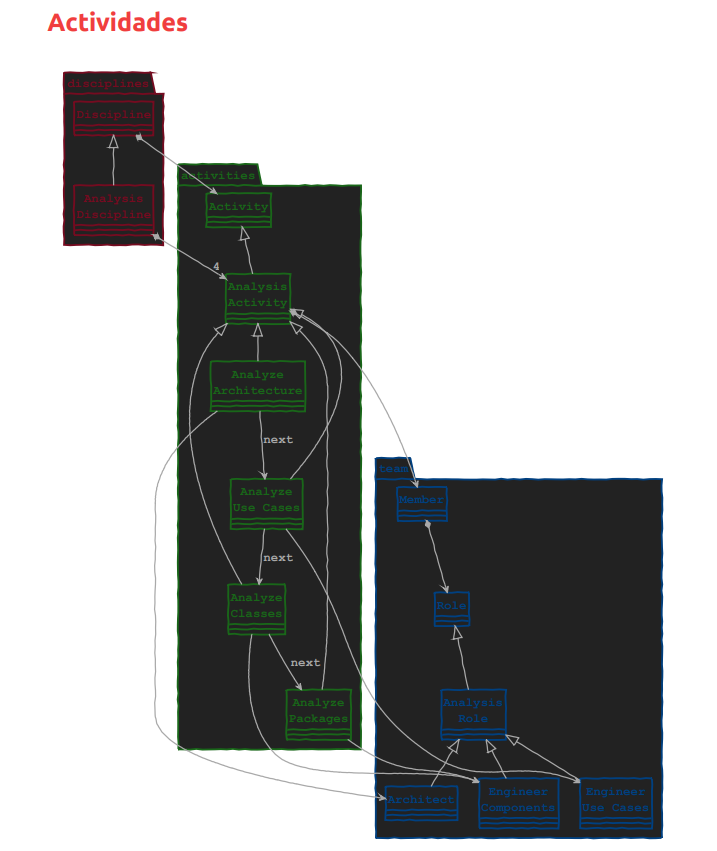 Actividades
disciplines
Discipline
Analysis
Discipline
activities
Activity
4
Analysis
Activity
Analyze
Architecture
next
Analyze
Use Cases
next
Analyze
Classes
next
Analyze
Packages
team
Member
Role
Analysis
Role
Architect
Engineer
Components
Engineer
Use Cases